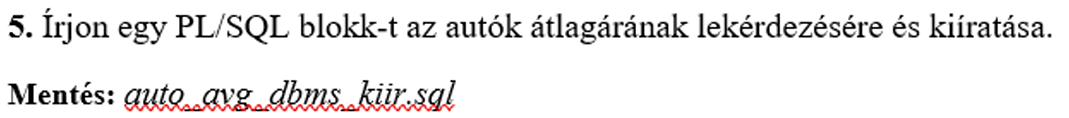 5. Írjon egy PL/SQL blokk-t az autók átlagárának lekérdezésére és kiíratása.
Mentés: auto_avg_dbms_kiir.sql